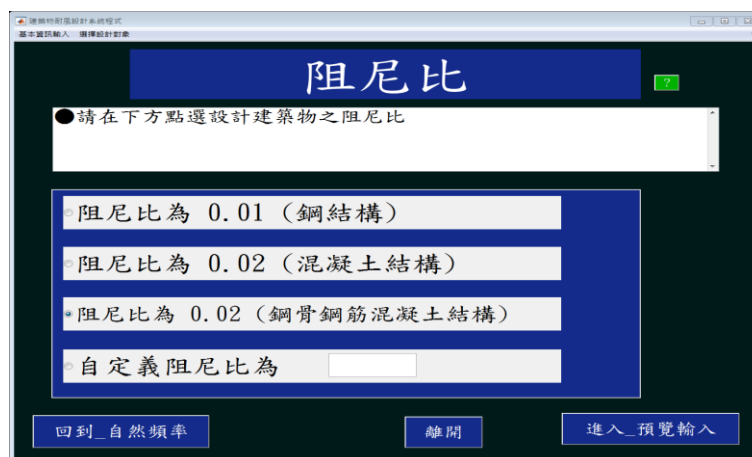 建築物耐風設計系統程式
基本資訊輸入 選擇設計對象
阻尼比
?
●請在下方點選設計建築物之阻尼比
阻尼比為 0.01 (鋼結構)
阻尼比為 0.02 (混凝土結構)
阻尼比為 0.02 (鋼骨鋼筋混凝土結構)
自定義阻尼比為
回到_自然頻率
離開
進入_預覽輸入